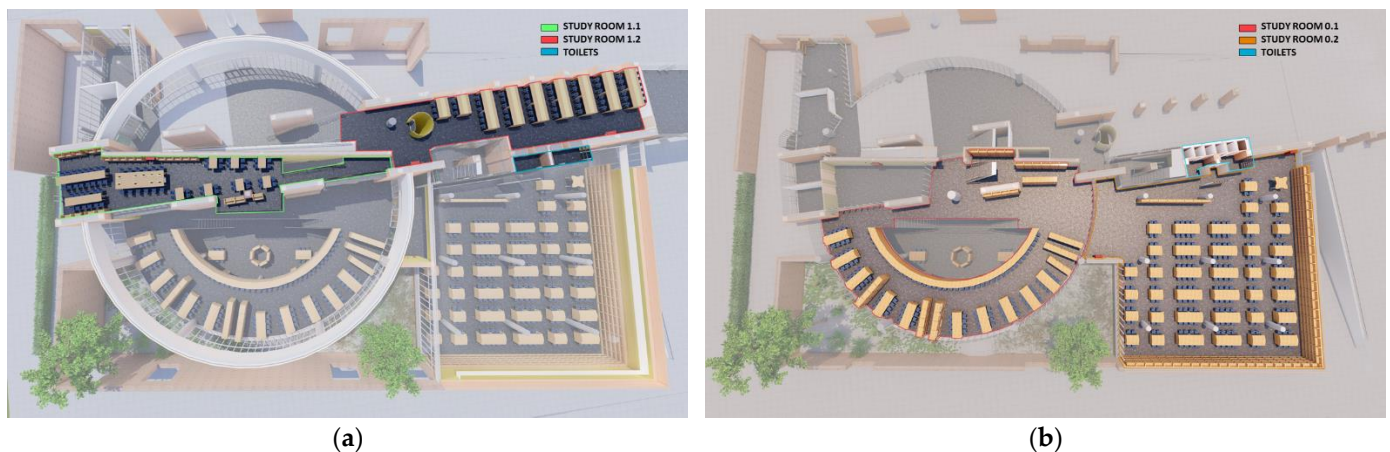 STUDY ROOM 1.1
STUDY ROOM 1.2
TOILETS
STUDY ROOM 0.1
STUDY ROOM 0.2
TOILETS
(a)
(b)